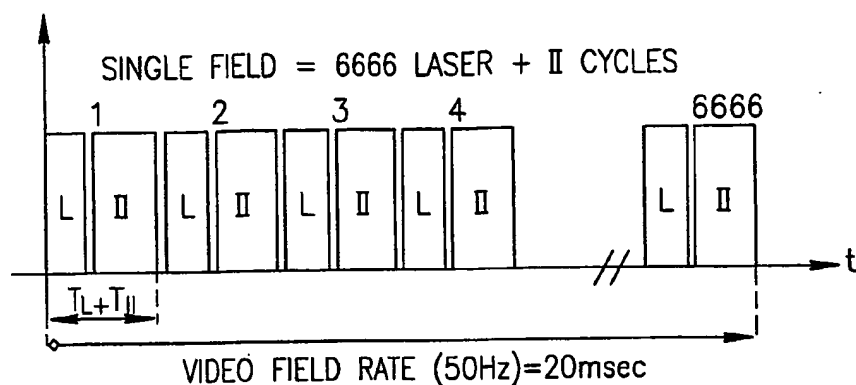 SINGLE FIELD = 6666 LASER + II CYCLES
1 2 3 4 6666
L II L II L II L II L II
t
TL+TII
VIDEO FIELD RATE (50Hz)=20msec